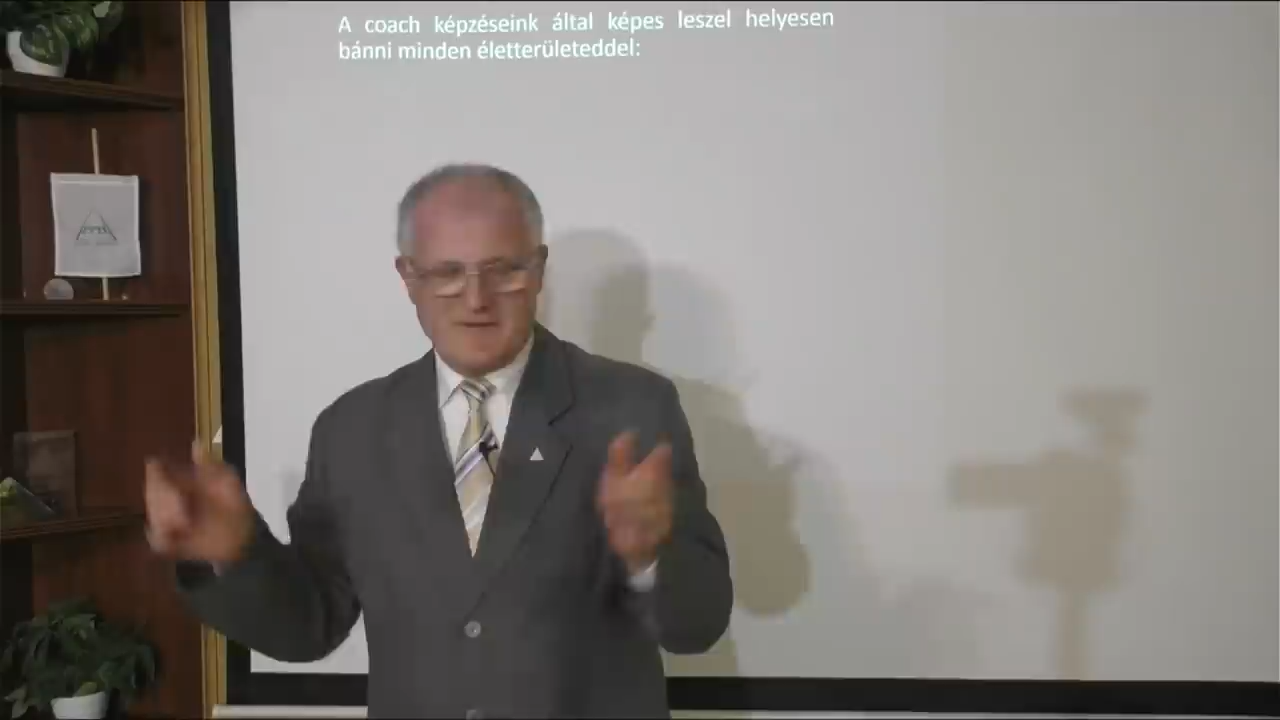 A coach képzéseink által képes leszel helyesen
bánni minden életterületeddel: